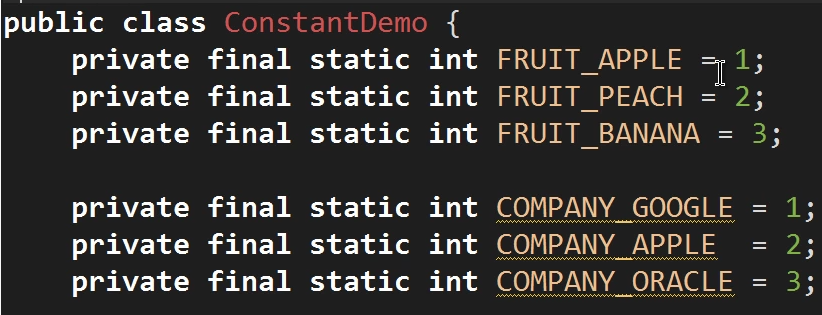 public class ConstantDemo {
    private final static int FRUIT_APPLE = 1;
    private final static int FRUIT_PEACH = 2;
    private final static int FRUIT_BANANA = 3;
    private final static int COMPANY_GOOGLE = 1;
    private final static int COMPANY_APPLE  = 2;
    private final static int COMPANY_ORACLE = 3;